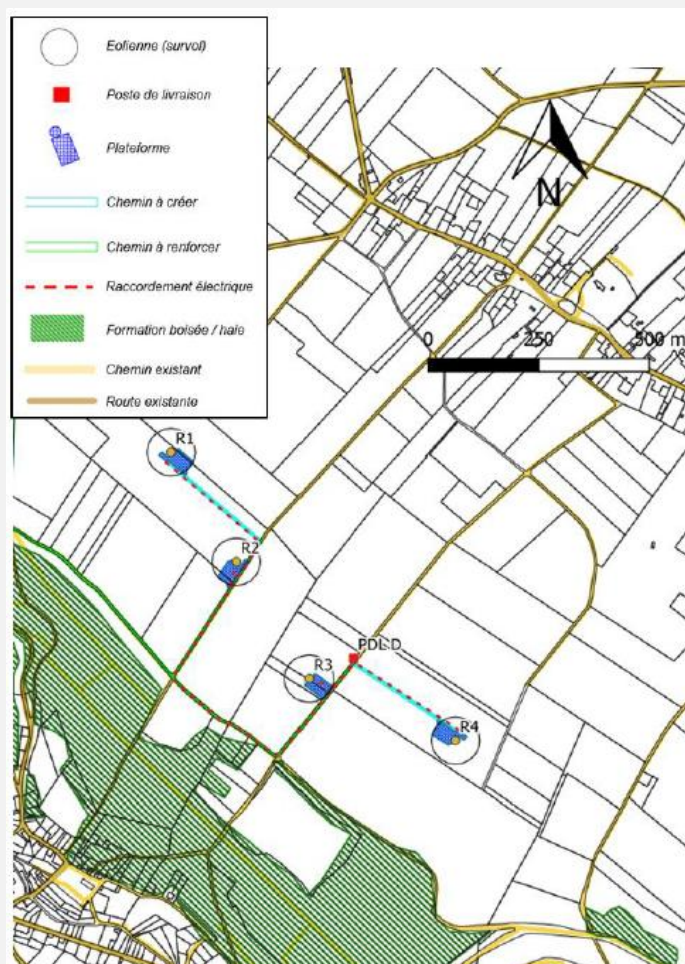 Eolienne (survol)
Poste de livraison
Plateforme
Chemin à créer
Chemin à renforcer
Raccordement électrique
Formation boisée / haie
Chemin existant
Route existante
N
0 250 500 m
R1
R2
PDL D
R3
R4